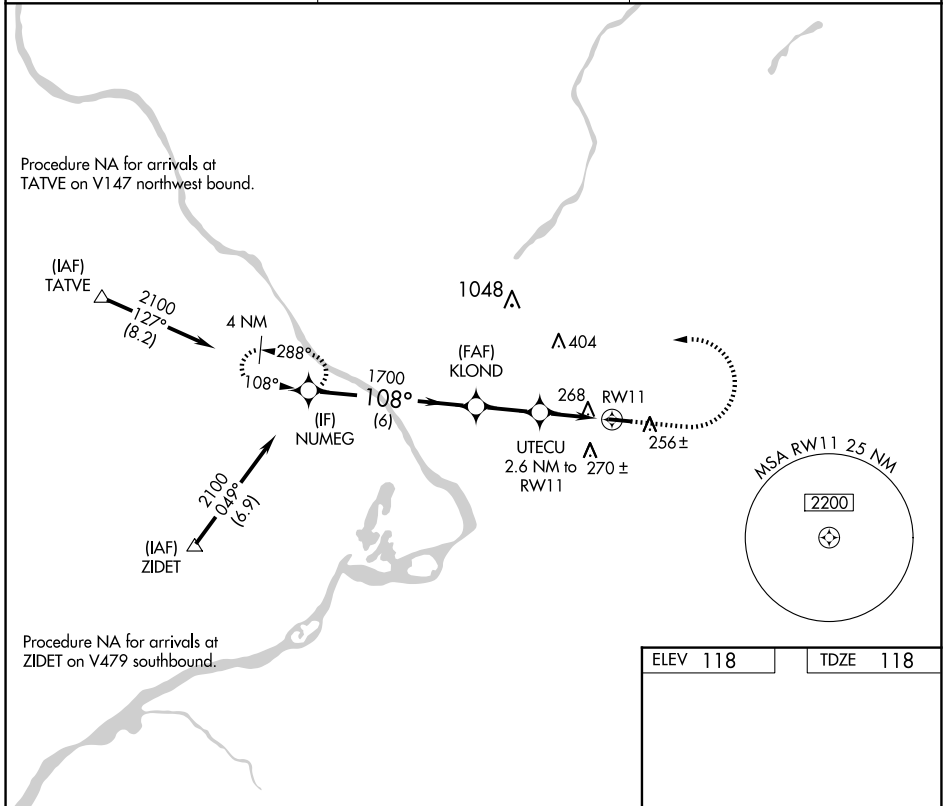 Procedure NA for arrivals at
TATVE on V147 northwest bound.
(IAF)
TATVE
2100
127°
(8.2)
4 NM
288°
108°
(IF)
NUMEG
1700
108°
(6)
(FAF)
KLOND
1048
404
268
RW11
256±
UTECU
2.6 NM to
RW11
270±
2100
049°
(6.9)
(IAF)
ZIDET
MSA RW11 25 NM
2200
Procedure NA for arrivals at
ZIDET on V479 southbound.
ELEV 118
TDZE 118